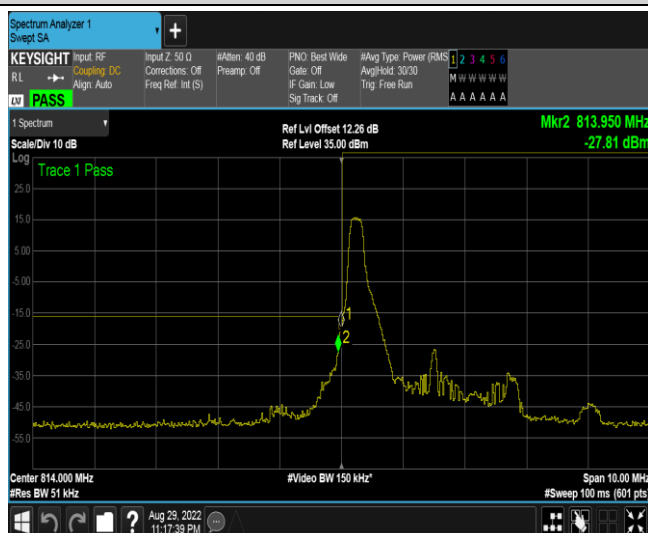 Spectrum Analyzer 1
Swept SA
+
KEYSIGHT
RL
PASS
Input: RF
Coupling: DC
Align: Auto
Input Z: 50 Ω
Corrections: Off
Freq Ref: Int (S)
#Atten: 40 dB
Preamp: Off
PNO: Best Wide
Gate: Off
IF Gain: Low
Sig Track: Off
#Avg Type: Power (RMS
Avg|Hold: 30/30
Trig: Free Run
1 2 3 4 5 6
M W W W W W
A A A A A A
1 Spectrum
Scale/Div 10 dB
Ref Lvl Offset 12.26 dB
Ref Level 35.00 dBm
Mkr2 813.950 MHz
-27.81 dBm
Log
Trace 1 Pass
25.0
15.0
5.00
-5.00
-15.0
-25.0
-35.0
-45.0
-55.0
1
2
Center 814.000 MHz
#Res BW 51 kHz
#Video BW 150 kHz*
Span 10.00 MHz
#Sweep 100 ms (601 pts)
?
Aug 29, 2022
11:17:39 PM